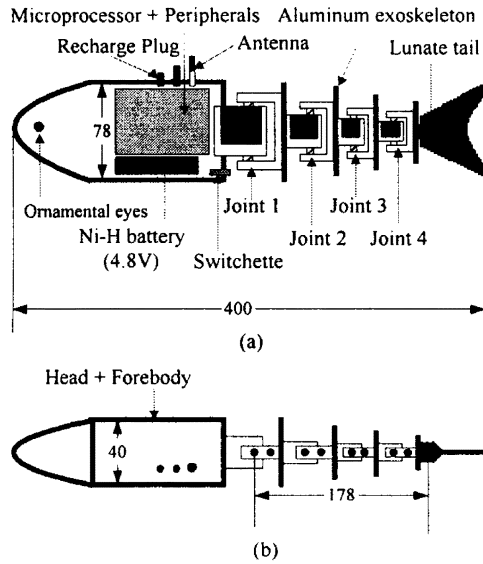 Microprocessor + Peripherals
Aluminum exoskeleton
Recharge Plug
Antenna
Lunate tail
78
Ornamental eyes
Joint 1
Joint 3
Ni-H battery
(4.8V)
Joint 2
Joint 4
Switchette
400
(a)
Head + Forebody
40
178
(b)